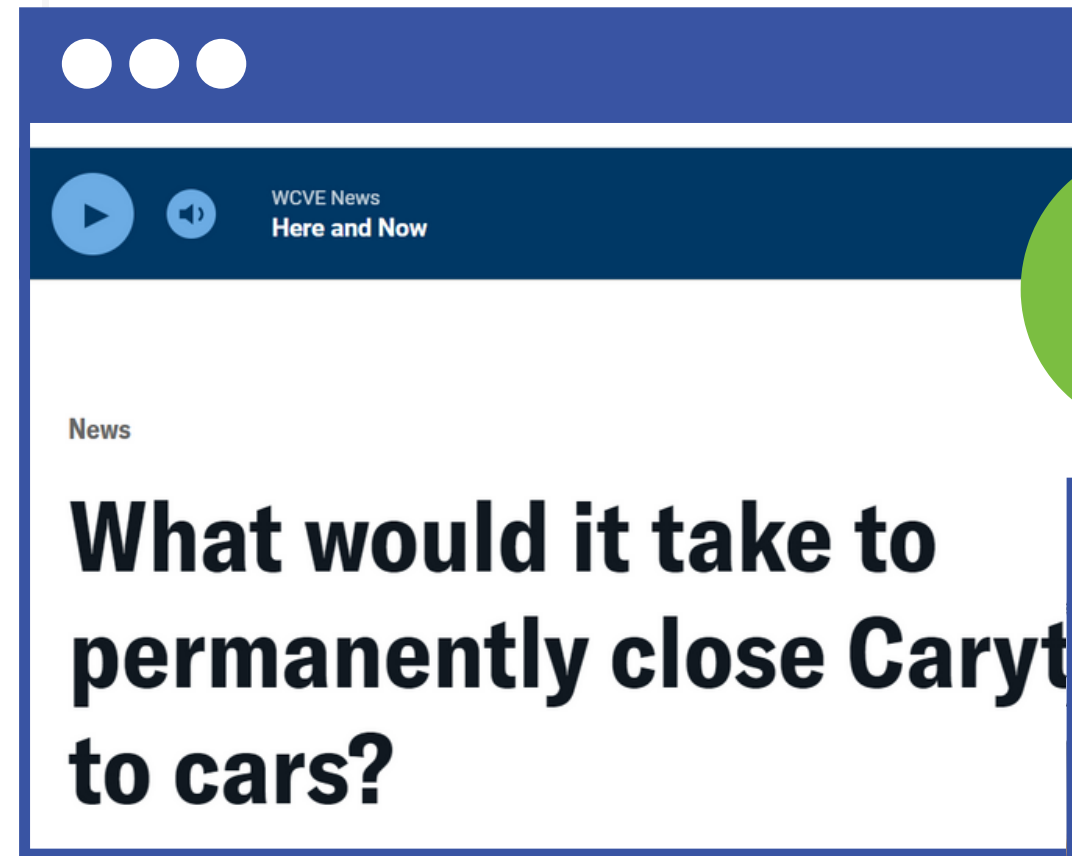 WCVE News
Here and Now
News
What would it take to
permanently close Caryt
to cars?